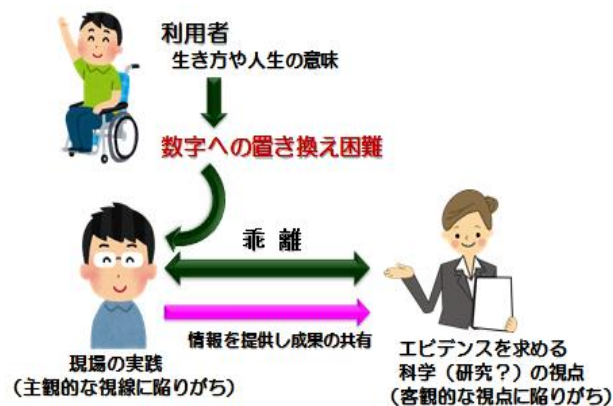 利用者
生き方や人生の意味
数字への置き換え困難
乖離
情報を提供し成果の共有
現場の実践
(主観的な視線に陥りがち)
エビデンスを求める
科学(研究?)の視点
(客観的な視点に陥りがち)